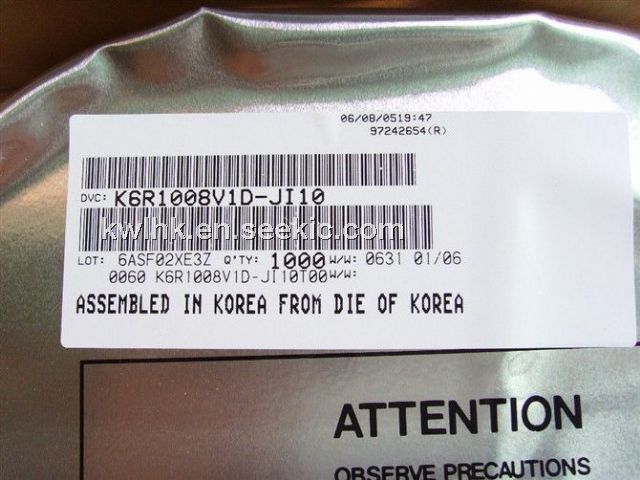 06/08/0519:47
97242654(R)
DVC: K6R1008V1D-JI10
kwlhk.en.seekic.com
LOT: 6ASF02XE3Z Q'TY: 1000 W/W: 0631 01/06
0060 K6R1008V1D-JI10T00 W/W:
ASSEMBLED IN KOREA FROM DIE OF KOREA
ATTENTION
OBSERVE PRECAUTIONS